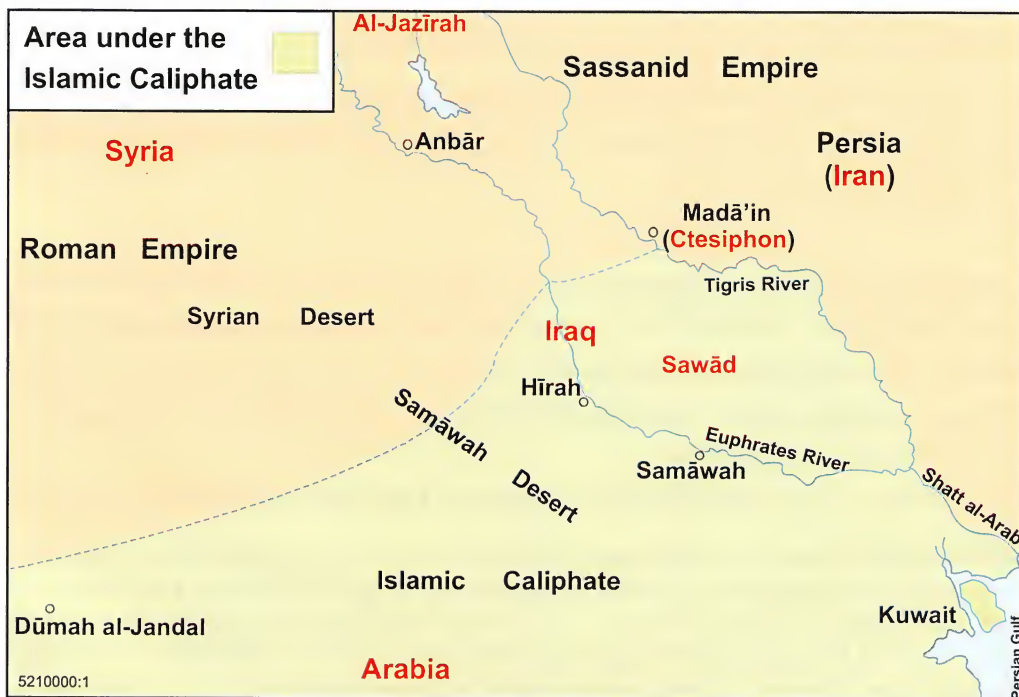 Area under the
Islamic Caliphate
Al-Jazīrah
Sassanid Empire
Syria
Anbār
Persia
(Iran)
Roman Empire
Madā’in
(Ctesiphon)
Tigris River
Syrian Desert
Iraq
Sawād
Hīrah
Samāwah Desert
Euphrates River
Samāwah
Shatt al-Arab
Islamic Caliphate
Dūmah al-Jandal
Kuwait
Persian Gulf
Arabia
5210000:1